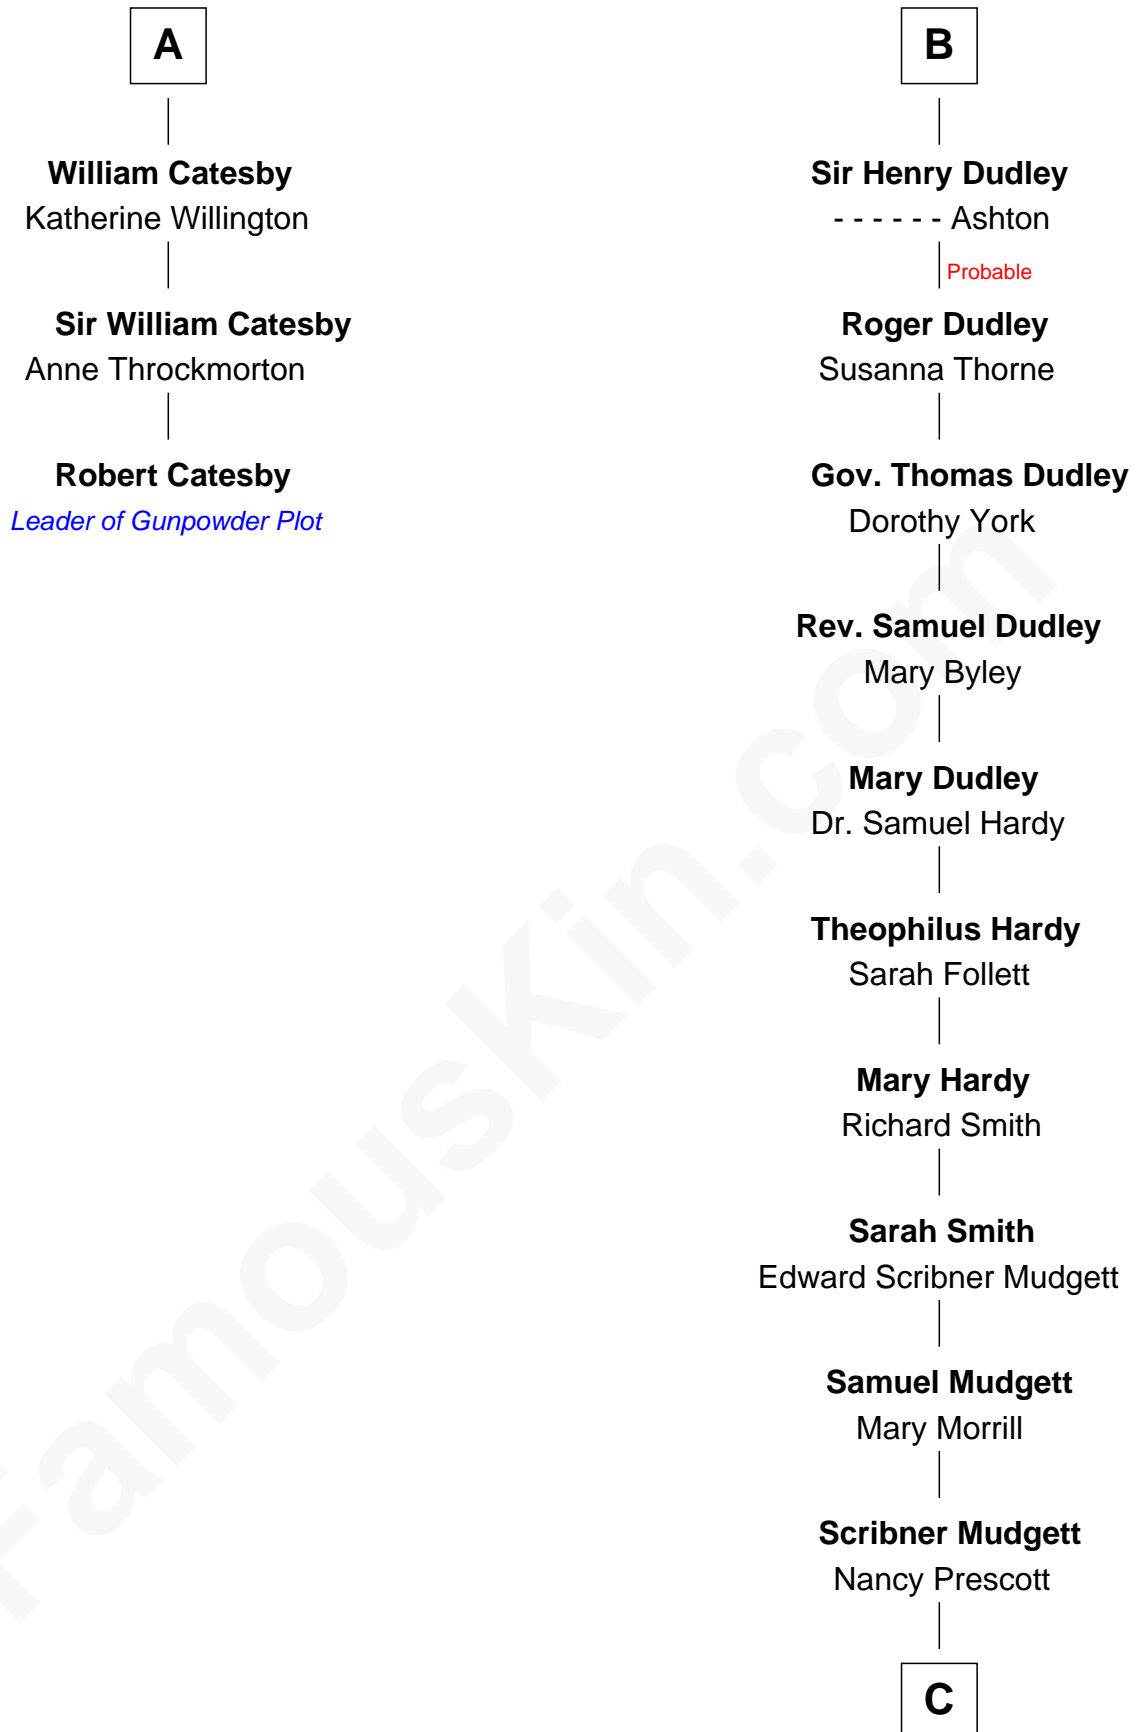 A
William Catesby
Katherine Willington
Sir William Catesby
Anne Throckmorton
Robert Catesby
Leader of Gunpowder Plot
B
Sir Henry Dudley
- - - - - - Ashton
Probable
Roger Dudley
Susanna Thorne
Gov. Thomas Dudley
Dorothy York
Rev. Samuel Dudley
Mary Byley
Mary Dudley
Dr. Samuel Hardy
Theophilus Hardy
Sarah Follett
Mary Hardy
Richard Smith
Sarah Smith
Edward Scribner Mudgett
Samuel Mudgett
Mary Morrill
Scribner Mudgett
Nancy Prescott
C
FamousKin.com